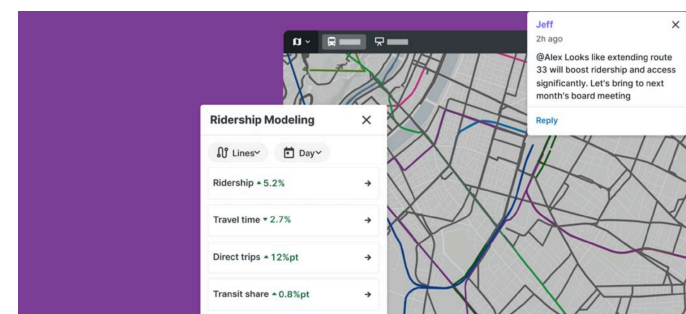 Jeff
2h ago
@Alex Looks like extending route
33 will boost ridership and access
significantly. Let's bring to next
month's board meeting
Reply
Ridership Modeling
Lines
Day
Ridership 5.2%
Travel time 2.7%
Direct trips 12%pt
Transit share 0.8%pt